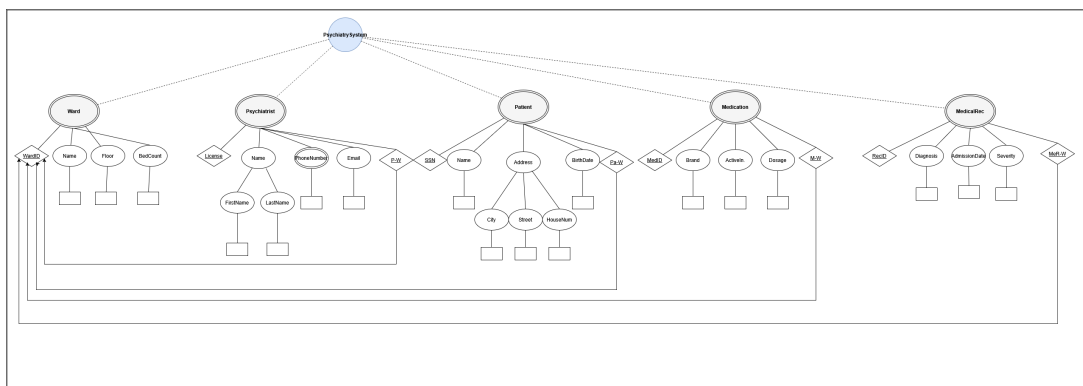 PsychiatrySystem
Ward
Psychiatrist
Patient
Medication
MedicalRec
WardID
Name
Floor
BedCount
License
Name
PhoneNumber
Email
P-W
SSN
Name
Address
BirthDate
Pa-W
MedID
Brand
ActiveIn.
Dosage
M-W
RecID
Diagnosis
AdmissionDate
Severity
MeR-W
FirstName
LastName
City
Street
HouseNum